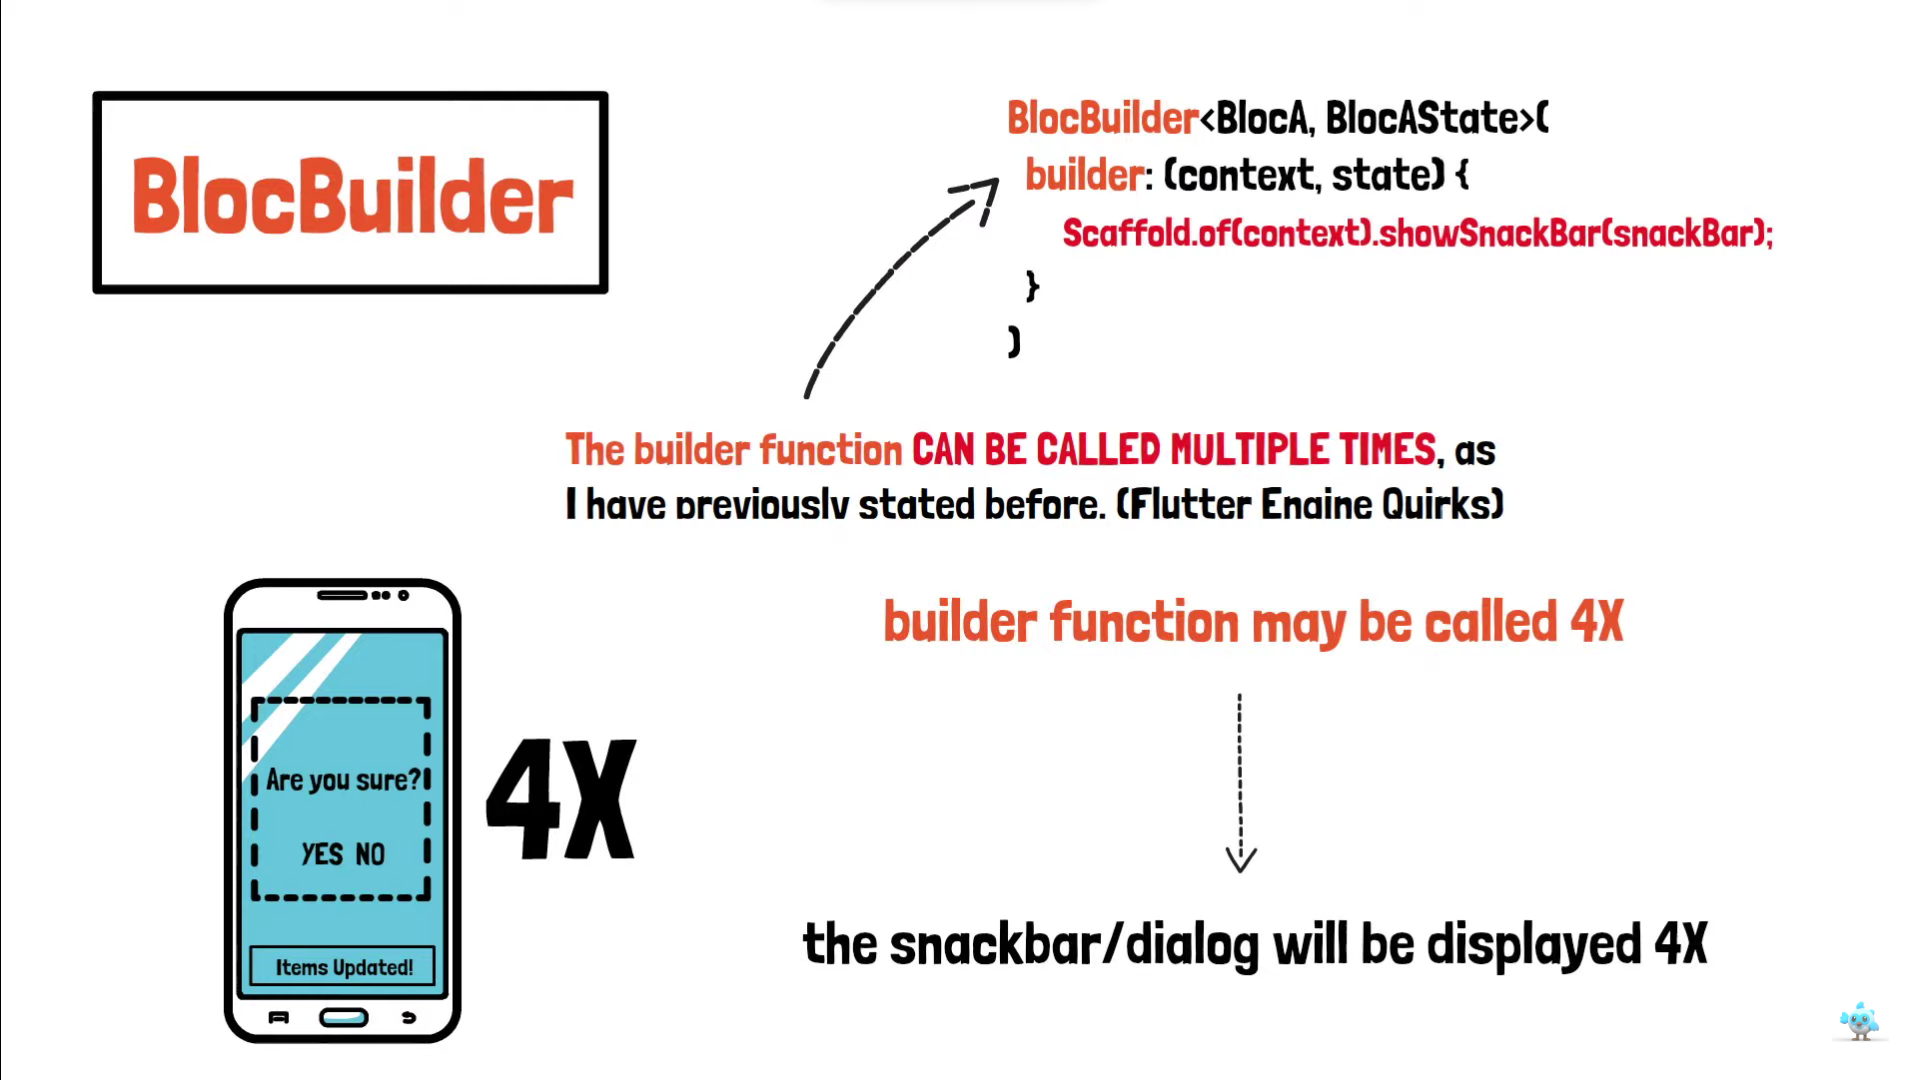 BlocBuilder
BlocBuilder<BlocA, BlocAState>(
builder: (context, state) {
Scaffold.of(context).showSnackBar(snackBar);
}
)
The builder function CAN BE CALLED MULTIPLE TIMES, as
I have previously stated before. (Flutter Engine Quirks)
builder function may be called 4X
Are you sure?
YES NO
Items Updated!
4X
the snackbar/dialog will be displayed 4X